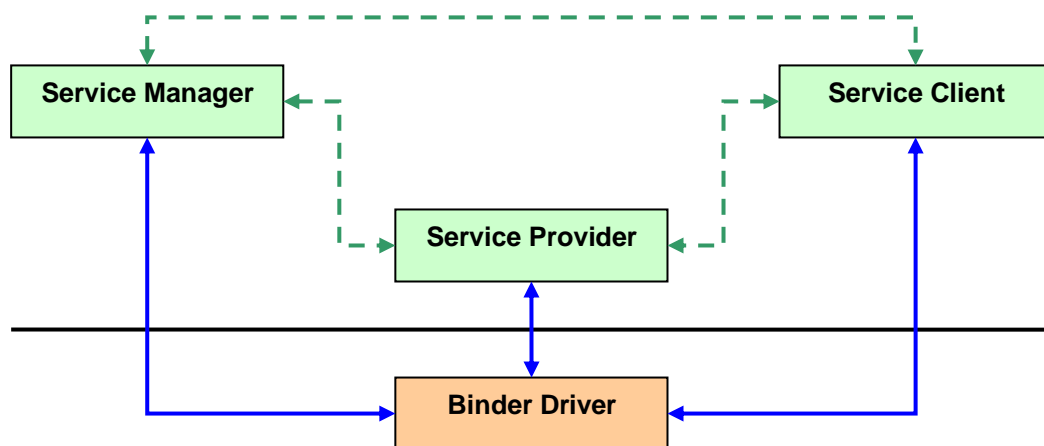 Service Manager
Service Client
Service Provider
Binder Driver